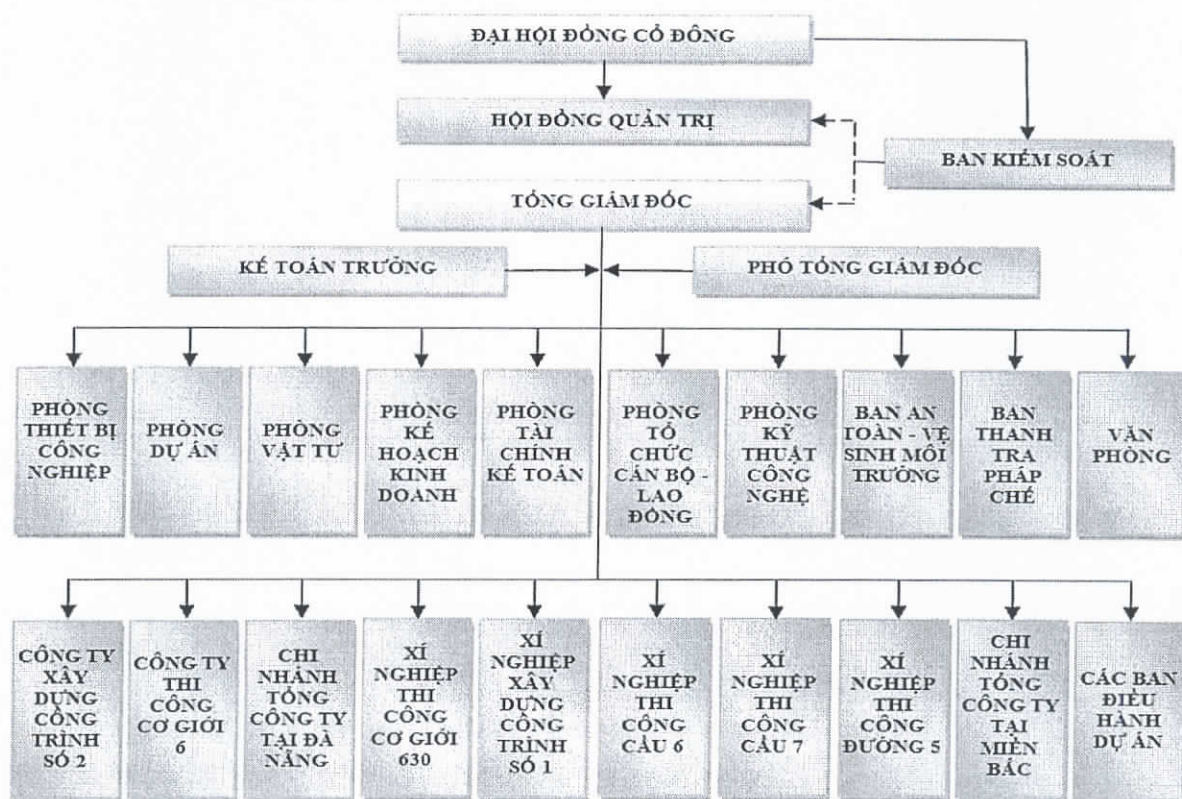 ĐẠI HỘI ĐỒNG CỔ ĐÔNG
HỘI ĐỒNG QUẢN TRỊ
BAN KIỂM SOÁT
TỔNG GIÁM ĐỐC
KẾ TOÁN TRƯỞNG
PHÓ TỔNG GIÁM ĐỐC
PHÒNG
THIẾT BỊ
CÔNG
NGHIỆP
PHÒNG
DỰ ÁN
PHÒNG
VẬT TƯ
PHÒNG
KẾ
HOẠCH
KINH
DOANH
PHÒNG
TÀI
CHÍNH
KẾ TOÁN
PHÒNG
TỔ
CHỨC
CÁN BỘ -
LAO
ĐỘNG
PHÒNG
KỸ
THUẬT
CÔNG
NGHỆ
BAN AN
TOÀN - VỆ
SINH MÔI
TRƯỜNG
BAN
THANH
TRA
PHÁP
CHẾ
VĂN
PHÒNG
CÔNG TY
XÂY
DỰNG
CÔNG
TRÌNH
SỐ 2
CÔNG TY
THI
CÔNG
CƠ GIỚI
6
CHI
NHÁNH
TỔNG
CÔNG TY
TẠI ĐÀ
NẴNG
XÍ
NGHIỆP
THI
CÔNG
CƠ GIỚI
630
XÍ
NGHIỆP
XÂY
DỰNG
CÔNG
TRÌNH
SỐ 1
XÍ
NGHIỆP
THI
CÔNG
CẦU 6
XÍ
NGHIỆP
THI
CÔNG
CẦU 7
XÍ
NGHIỆP
THI
CÔNG
ĐƯỜNG 5
CHI
NHÁNH
TỔNG
CÔNG TY
TẠI
MIỀN
BẮC
CÁC BAN
ĐIỀU
HÀNH
DỰ ÁN